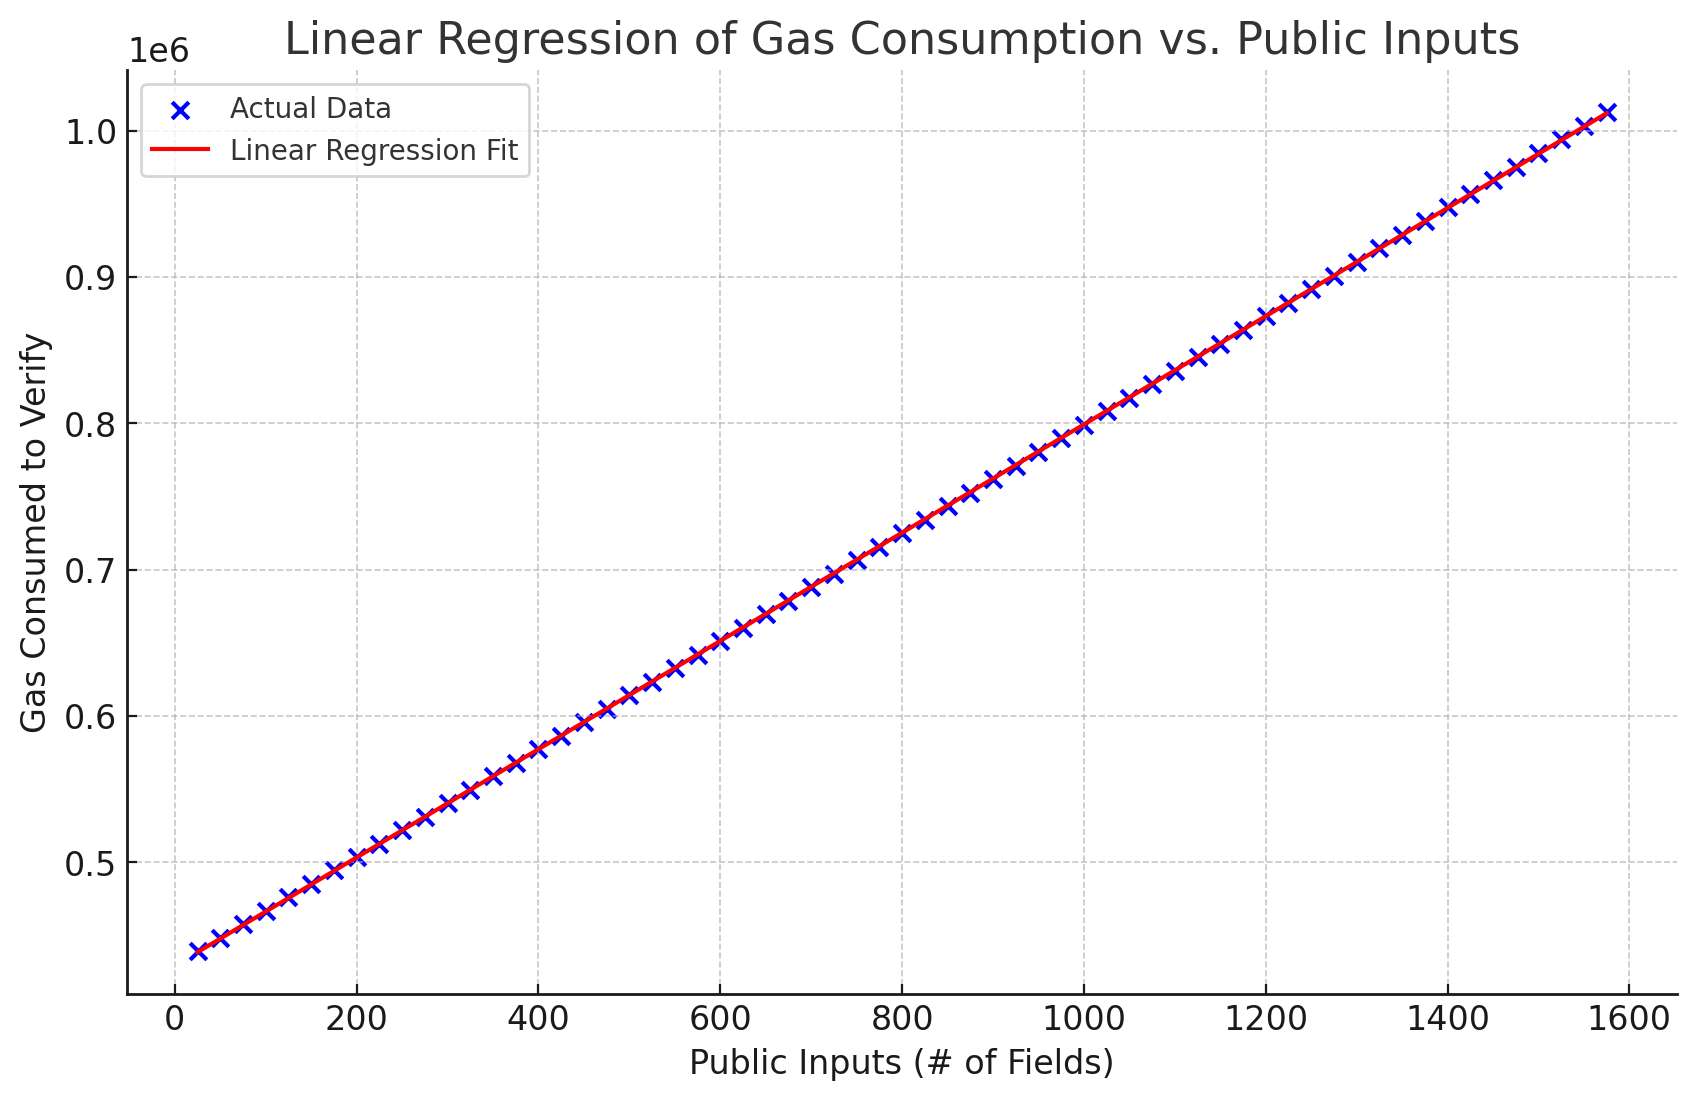 Linear Regression of Gas Consumption vs. Public Inputs
1e6
Actual Data
Linear Regression Fit
1.0
0.9
0.8
0.7
0.6
0.5
Gas Consumed to Verify
0 200 400 600 800 1000 1200 1400 1600
Public Inputs (# of Fields)